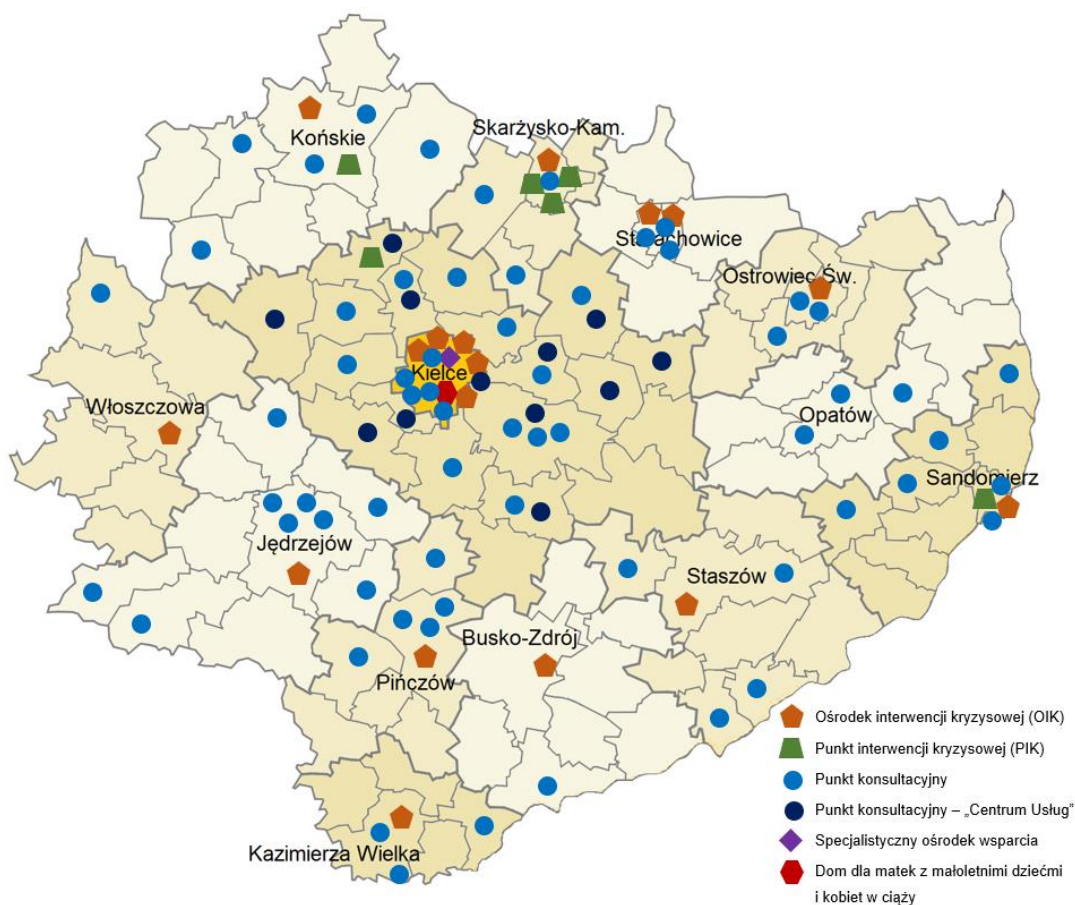 Końskie
Skarżysko-Kam.
Starachowice
Ostrowiec Św.
Kielce
Włoszczowa
Opatów
Sandomierz
Jędrzejów
Staszów
Busko-Zdrój
Pińczów
Kazimierza Wielka
Ośrodek interwencji kryzysowej (OIK)
Punkt interwencji kryzysowej (PIK)
Punkt konsultacyjny
Punkt konsultacyjny – „Centrum Usług”
Specjalistyczny ośrodek wsparcia
Dom dla matek z małoletnimi dziećmi
i kobiet w ciąży